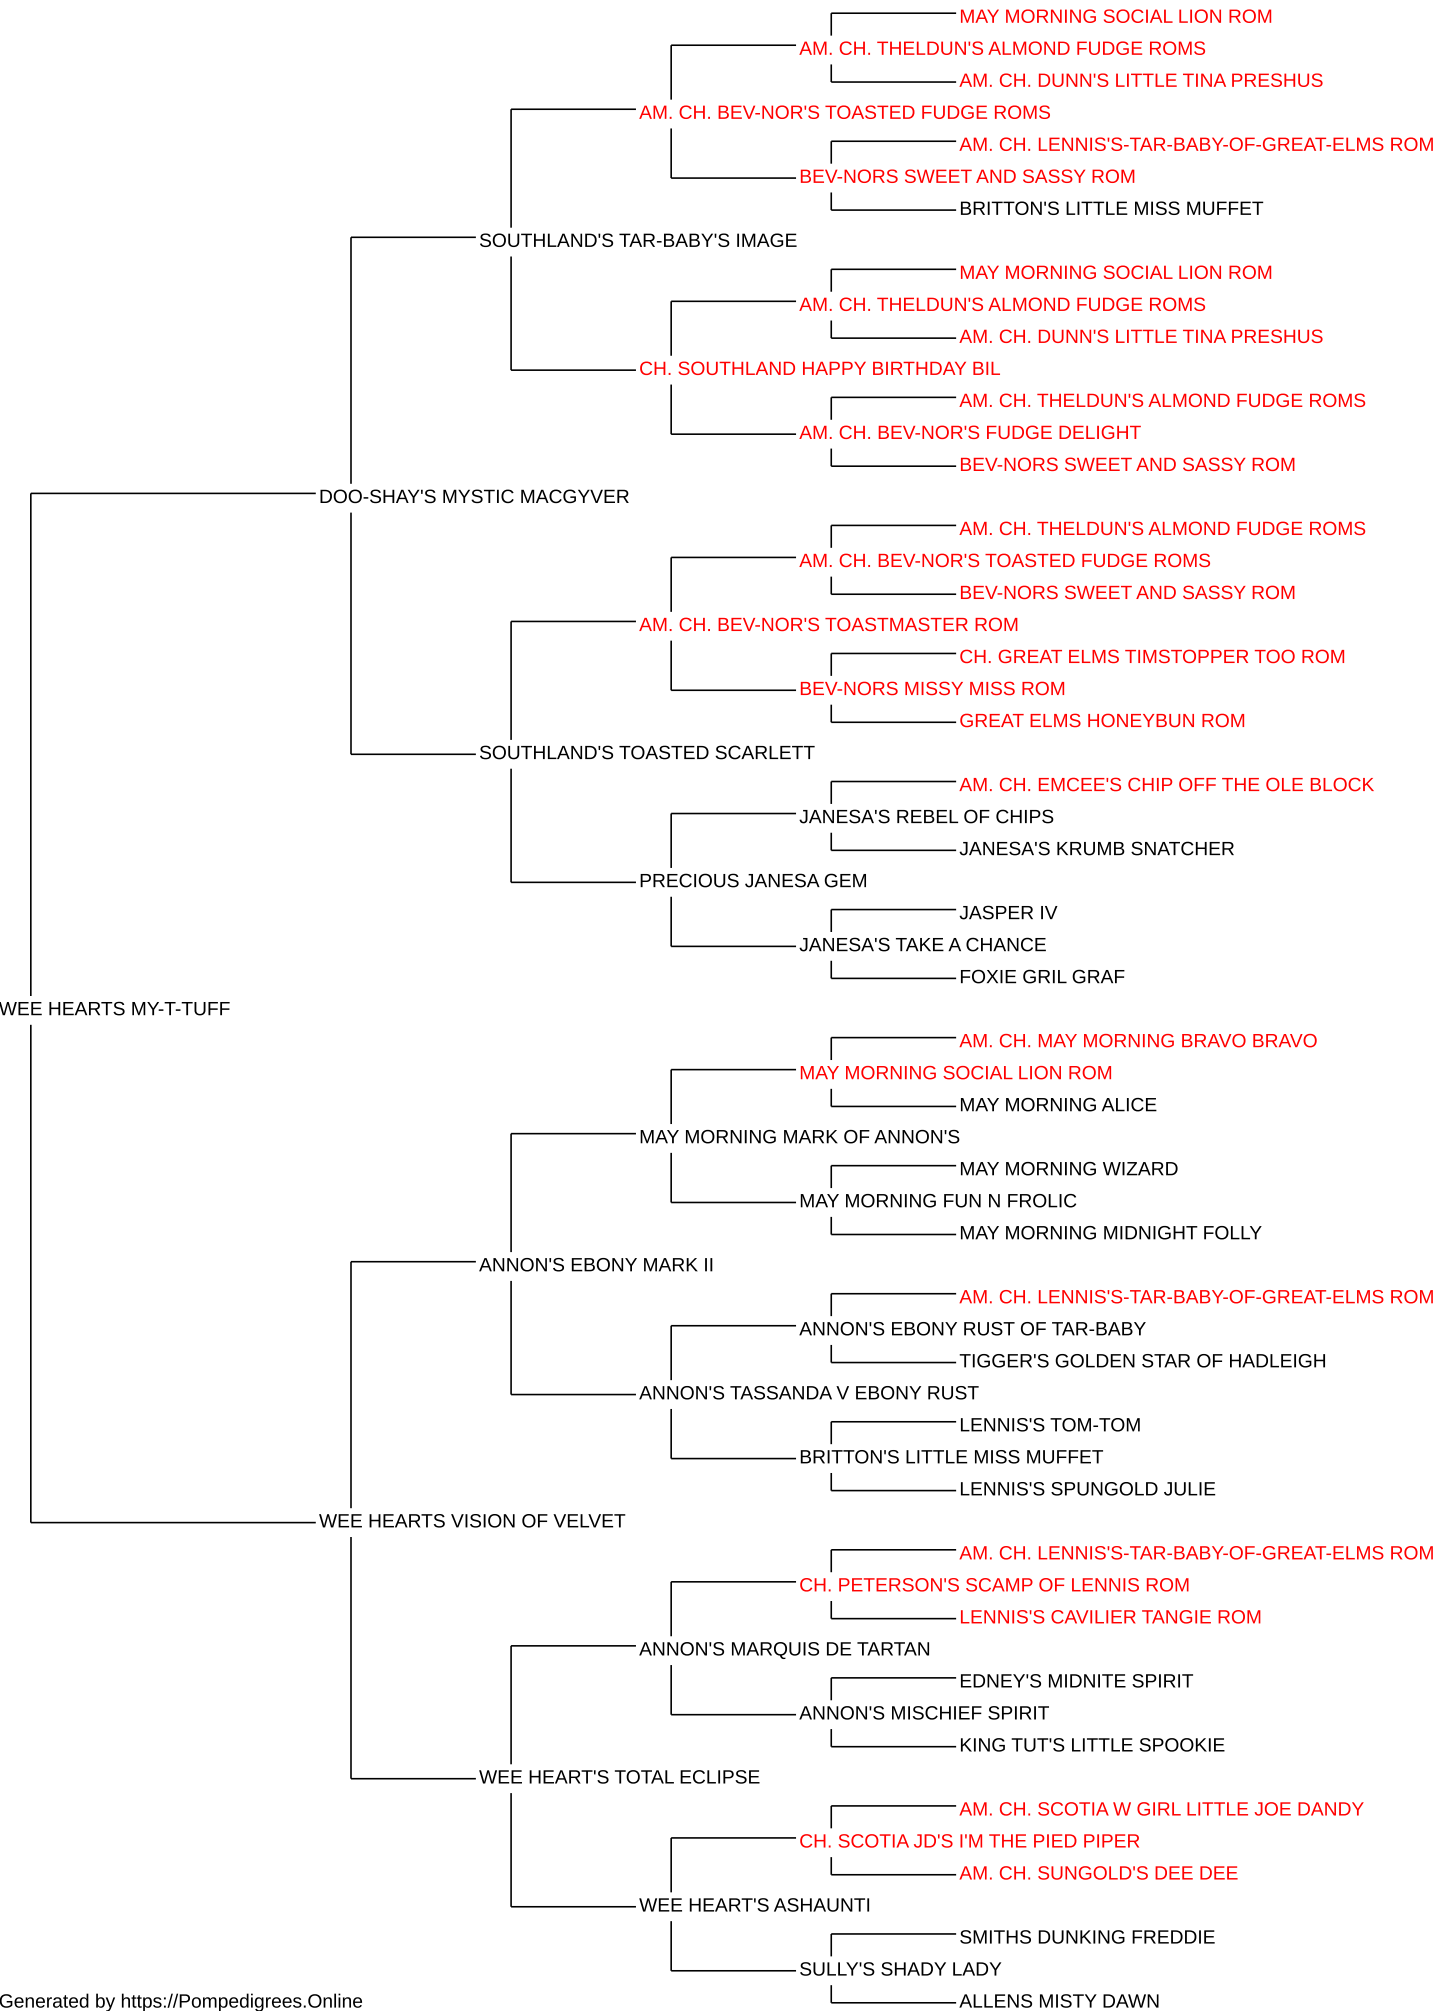 MAY MORNING SOCIAL LION ROM
AM. CH. THELDUN'S ALMOND FUDGE ROMS
AM. CH. DUNN'S LITTLE TINA PRESHUS
AM. CH. BEV-NOR'S TOASTED FUDGE ROMS
AM. CH. LENNIS'S-TAR-BABY-OF-GREAT-ELMS ROM
BEV-NORS SWEET AND SASSY ROM
BRITTON'S LITTLE MISS MUFFET
SOUTHLAND'S TAR-BABY'S IMAGE
MAY MORNING SOCIAL LION ROM
AM. CH. THELDUN'S ALMOND FUDGE ROMS
AM. CH. DUNN'S LITTLE TINA PRESHUS
CH. SOUTHLAND HAPPY BIRTHDAY BIL
AM. CH. THELDUN'S ALMOND FUDGE ROMS
AM. CH. BEV-NOR'S FUDGE DELIGHT
BEV-NORS SWEET AND SASSY ROM
DOO-SHAY'S MYSTIC MACGYVER
AM. CH. THELDUN'S ALMOND FUDGE ROMS
AM. CH. BEV-NOR'S TOASTED FUDGE ROMS
BEV-NORS SWEET AND SASSY ROM
AM. CH. BEV-NOR'S TOASTMASTER ROM
CH. GREAT ELMS TIMSTOPPER TOO ROM
BEV-NORS MISSY MISS ROM
GREAT ELMS HONEYBUN ROM
SOUTHLAND'S TOASTED SCARLETT
AM. CH. EMCEE'S CHIP OFF THE OLE BLOCK
JANESA'S REBEL OF CHIPS
JANESA'S KRUMB SNATCHER
PRECIOUS JANESA GEM
JASPER IV
JANESA'S TAKE A CHANCE
FOXIE GRIL GRAF
WEE HEARTS MY-T-TUFF
AM. CH. MAY MORNING BRAVO BRAVO
MAY MORNING SOCIAL LION ROM
MAY MORNING ALICE
MAY MORNING MARK OF ANNON'S
MAY MORNING WIZARD
MAY MORNING FUN N FROLIC
MAY MORNING MIDNIGHT FOLLY
ANNON'S EBONY MARK II
AM. CH. LENNIS'S-TAR-BABY-OF-GREAT-ELMS ROM
ANNON'S EBONY RUST OF TAR-BABY
TIGGER'S GOLDEN STAR OF HADLEIGH
ANNON'S TASSANDA V EBONY RUST
LENNIS'S TOM-TOM
BRITTON'S LITTLE MISS MUFFET
LENNIS'S SPUNGOLD JULIE
WEE HEARTS VISION OF VELVET
AM. CH. LENNIS'S-TAR-BABY-OF-GREAT-ELMS ROM
CH. PETERSON'S SCAMP OF LENNIS ROM
LENNIS'S CAVILIER TANGIE ROM
ANNON'S MARQUIS DE TARTAN
EDNEY'S MIDNITE SPIRIT
ANNON'S MISCHIEF SPIRIT
KING TUT'S LITTLE SPOOKIE
WEE HEART'S TOTAL ECLIPSE
AM. CH. SCOTIA W GIRL LITTLE JOE DANDY
CH. SCOTIA JD'S I'M THE PIED PIPER
AM. CH. SUNGOLD'S DEE DEE
WEE HEART'S ASHAUNTI
SMITHS DUNKING FREDDIE
SULLY'S SHADY LADY
ALLENS MISTY DAWN
Generated by https://Pompedigrees.Online